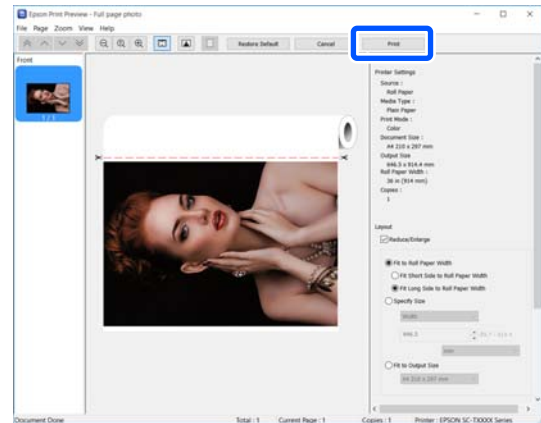 Epson Print Preview - Full page photo
File Page Zoom View Help
Restore Default Cancel Print
Front
1 / 1
Printer Settings
Source :
Roll Paper
Media Type :
Plain Paper
Print Mode :
Color
Document Size :
A4 210 x 297 mm
Output Size
646.5 x 914.4 mm
Roll Paper Width :
36 in (914 mm)
Copies :
1
Layout
Reduce/Enlarge
Fit to Roll Paper Width
Fit Short Side to Roll Paper Width
Fit Long Side to Roll Paper Width
Specify Size
Width
646.5
mm
Fit to Output Size
A4 210 x 297 mm
Document Done Total : 1 Current Page : 1 Copies : 1 Printer : EPSON SC-TXXXX Series